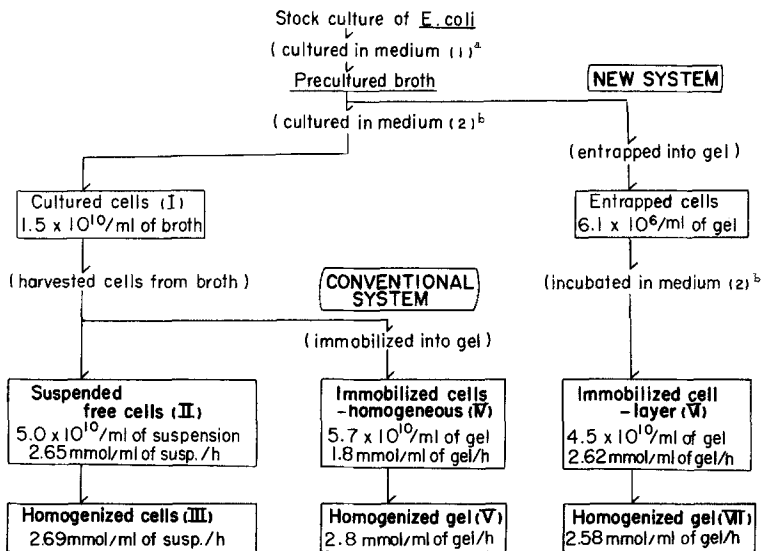 Stock culture of E. coli
(cultured in medium (1)ᵃ
Precultured broth
NEW SYSTEM
(cultured in medium (2)ᵇ
(entrapped into gel)
Cultured cells (I)
1.5 x 10¹⁰/ml of broth
Entrapped cells
6.1 x 10⁶/ml of gel
(harvested cells from broth)
CONVENTIONAL
SYSTEM
(incubated in medium (2)ᵇ
(immobilized into gel)
Suspended
free cells (II)
5.0 x 10¹⁰/ml of suspension
2.65 mmol/ml of susp./h
Immobilized cells
-homogeneous (IV)
5.7 x 10¹⁰/ml of gel
1.8 mmol/ml of gel/h
Immobilized cell
-layer (VI)
4.5 x 10¹⁰/ml of gel
2.62 mmol/ml of gel/h
Homogenized cells (III)
2.69 mmol/ml of susp./h
Homogenized gel (V)
2.8 mmol/ml of gel/h
Homogenized gel (VII)
2.58 mmol/ml of gel/h